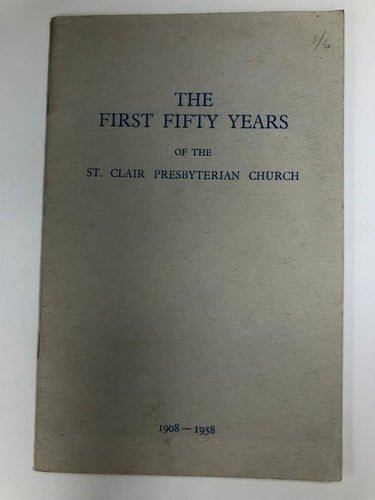 3/6
THE
FIRST FIFTY YEARS
OF THE
ST. CLAIR PRESBYTERIAN CHURCH
1908 — 1958